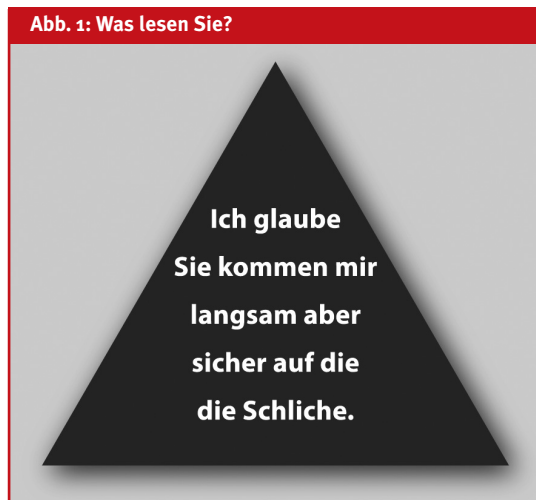 Abb. 1: Was lesen Sie?
Ich glaube
Sie kommen mir
langsam aber
sicher auf die
die Schliche.